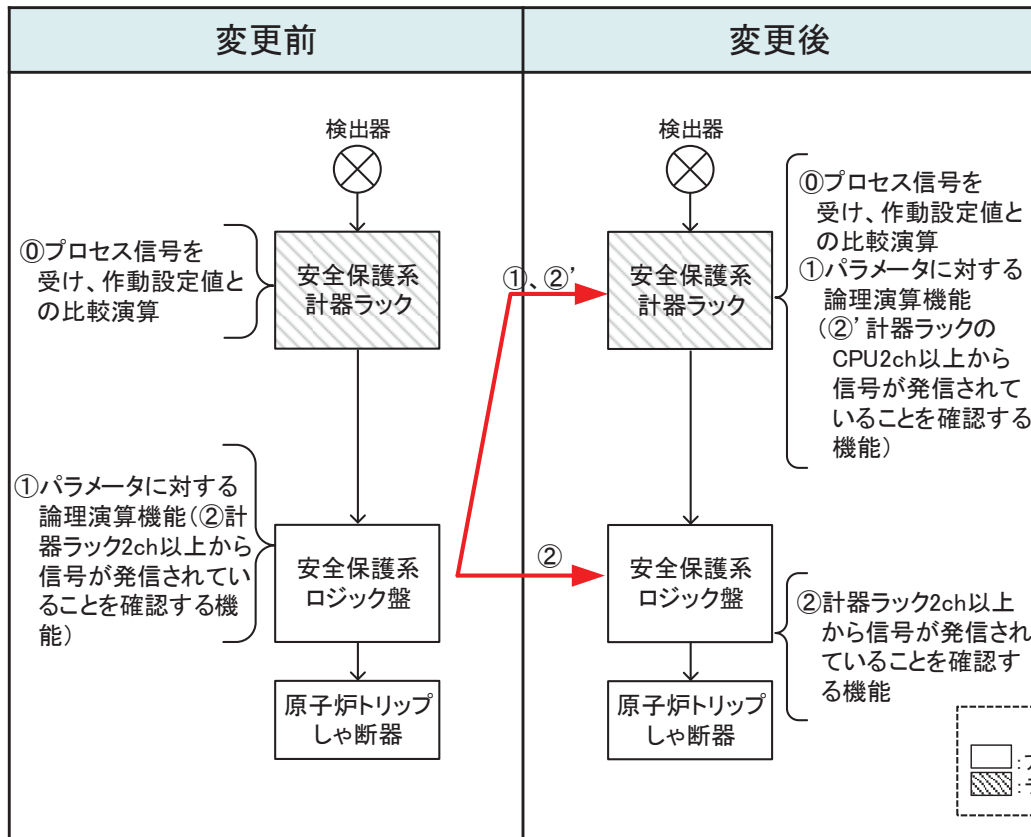 変更前
変更後
検出器
⓪プロセス信号を
受け、作動設定値と
の比較演算
安全保護系
計器ラック
①パラメータに対する
論理演算機能(②計
器ラック2ch以上から
信号が発信されてい
ることを確認する機
能)
安全保護系
ロジック盤
原子炉トリップ
しゃ断器
①、②’
②
検出器
安全保護系
計器ラック
⓪プロセス信号を
受け、作動設定値と
の比較演算
①パラメータに対する
論理演算機能
(②’計器ラックの
CPU2ch以上から
信号が発信されて
いることを確認する
機能)
安全保護系
ロジック盤
②計器ラック2ch以上
から信号が発信され
ていることを確認す
る機能
原子炉トリップ
しゃ断器